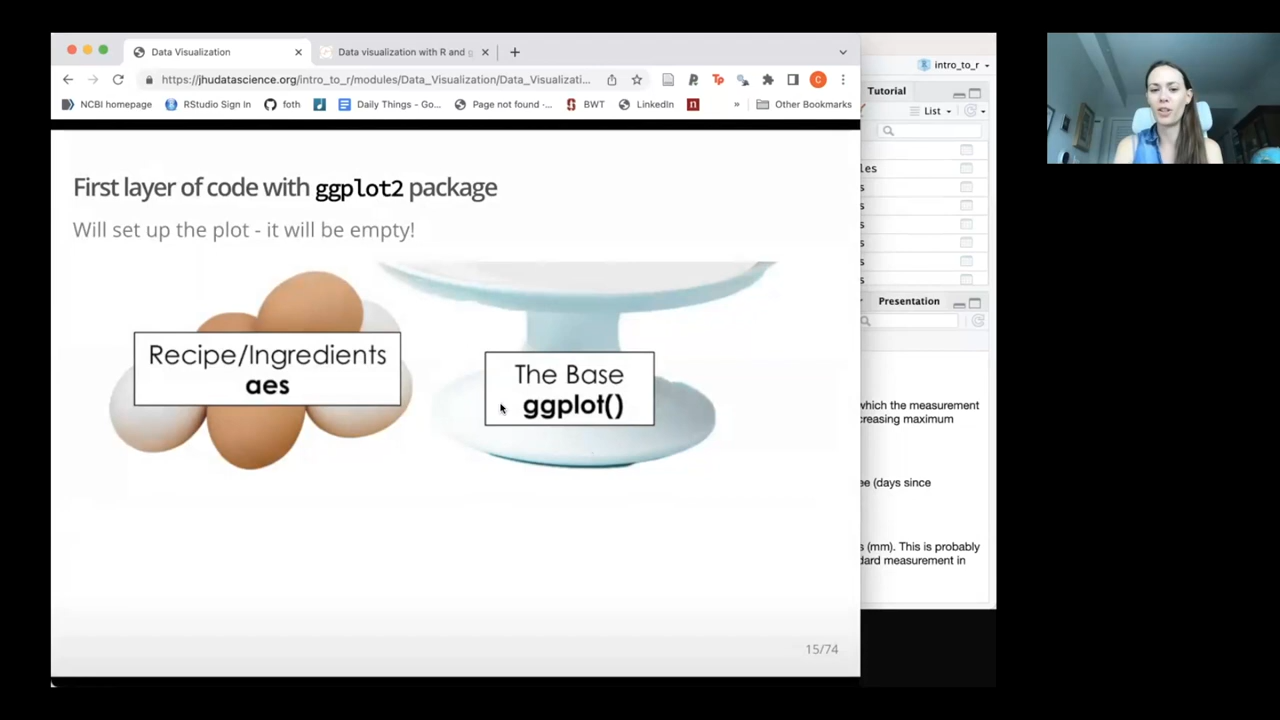 Data Visualization
Data visualization with R and g
https://jhudatascience.org/intro_to_r/modules/Data_Visualization/Data_Visualizati...
NCBI homepage
RStudio Sign In
foth
Daily Things - Go...
Page not found -...
BWT
LinkedIn
»
Other Bookmarks
First layer of code with ggplot2 package
Will set up the plot - it will be empty!
Recipe/Ingredients
aes
The Base
ggplot()
15/74
intro_to_r
Tutorial
List
les
s
s
s
s
s
s
Presentation
which the measurement
creasing maximum
ee (days since
s (mm). This is probably
dard measurement in